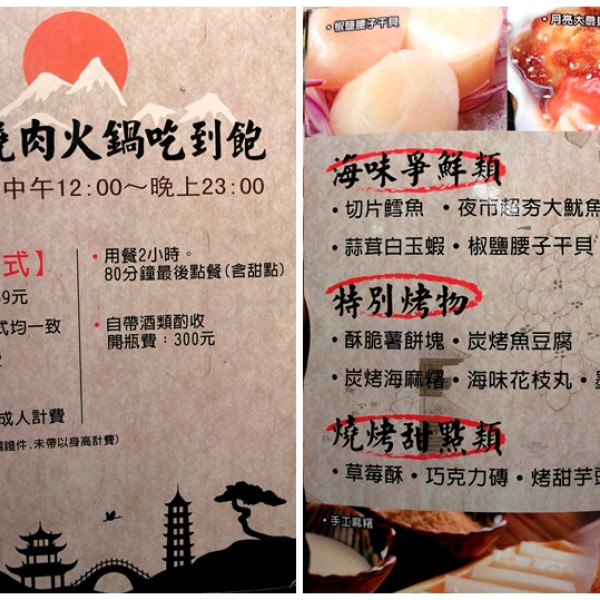 肉火鍋吃到飽
中午12:00～晚上23:00
式】
9元
式均一致
• 用餐2小時。
80分鐘最後點餐(含甜點)
• 自帶酒類酌收
開瓶費：300元
成人計費
證件,未帶以身高計費)
• 椒鹽腰子干貝
• 月亮大扇
海味爭鮮類
• 切片鱈魚 • 夜市超夯大魷魚
• 蒜茸白玉蝦 • 椒鹽腰子干貝
特別烤物
• 酥脆薯餅塊 • 炭烤魚豆腐
• 炭烤海麻糬 • 海味花枝丸 •
燒烤甜點類
• 草莓酥 • 巧克力磚 • 烤甜芋
• 手工麻糬